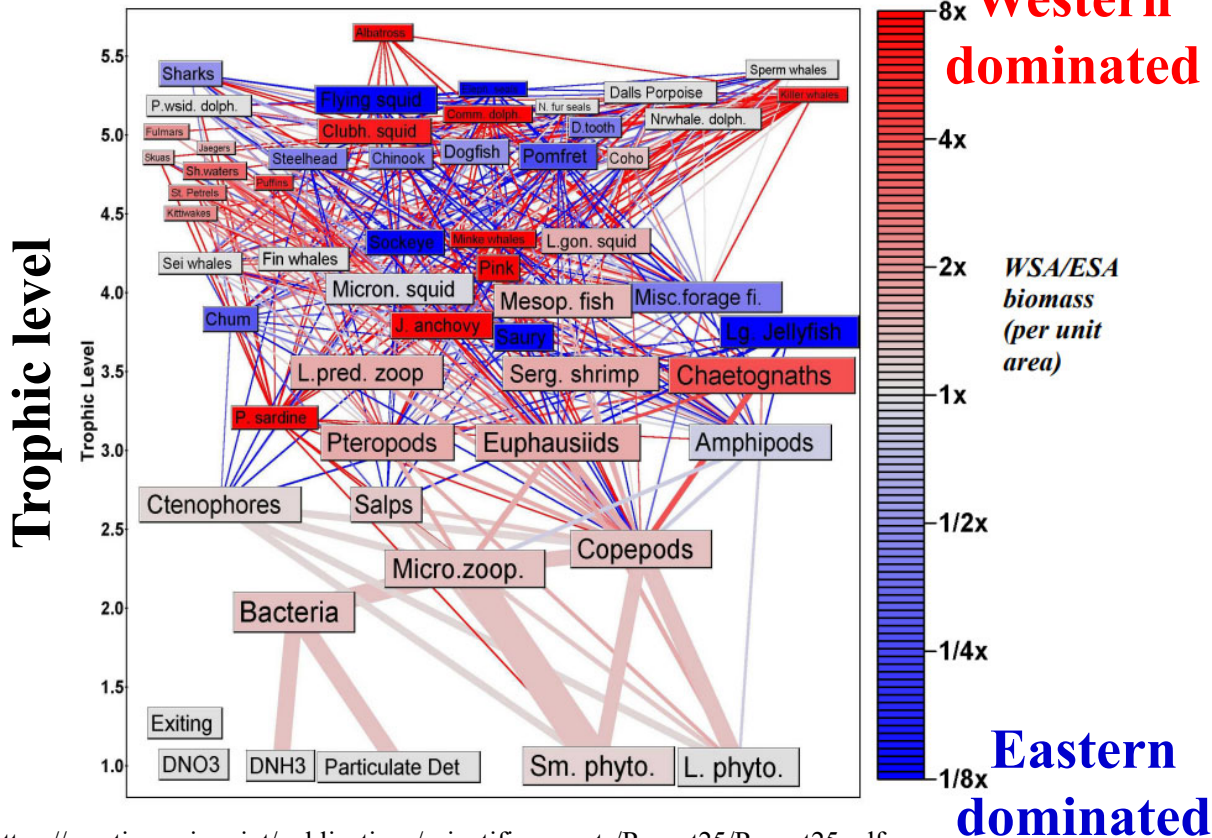 Western
dominated
8x
4x
2x
1x
1/2x
1/4x
1/8x
WSA/ESA
biomass
(per unit
area)
Eastern
dominated
Trophic level
Trophic Level
5.5
5.0
4.5
4.0
3.5
3.0
2.5
2.0
1.5
1.0
Albatross
Sharks
Sperm whales
Flying squid
Dalls Porpoise
Killer whales
P.wsid. dolph.
N. fur seals
Comm. dolph.
Nrwhale. dolph.
Fulmars
Clubh. squid
D.tooth
Jaegers
Skuas
Steelhead
Chinook
Dogfish
Pomfret
Coho
Sh.waters
Puffins
St. Petrels
Kittiwakes
Sockeye
Minke whales
L.gon. squid
Sei whales
Fin whales
Pink
Micron. squid
Mesop. fish
Misc.forage fi.
Chum
J. anchovy
Saury
Lg. Jellyfish
L.pred. zoop
Serg. shrimp
Chaetognaths
P. sardine
Pteropods
Euphausiids
Amphipods
Ctenophores
Salps
Copepods
Micro.zoop.
Bacteria
Exiting
DNO3
DNH3
Particulate Det
Sm. phyto.
L. phyto.